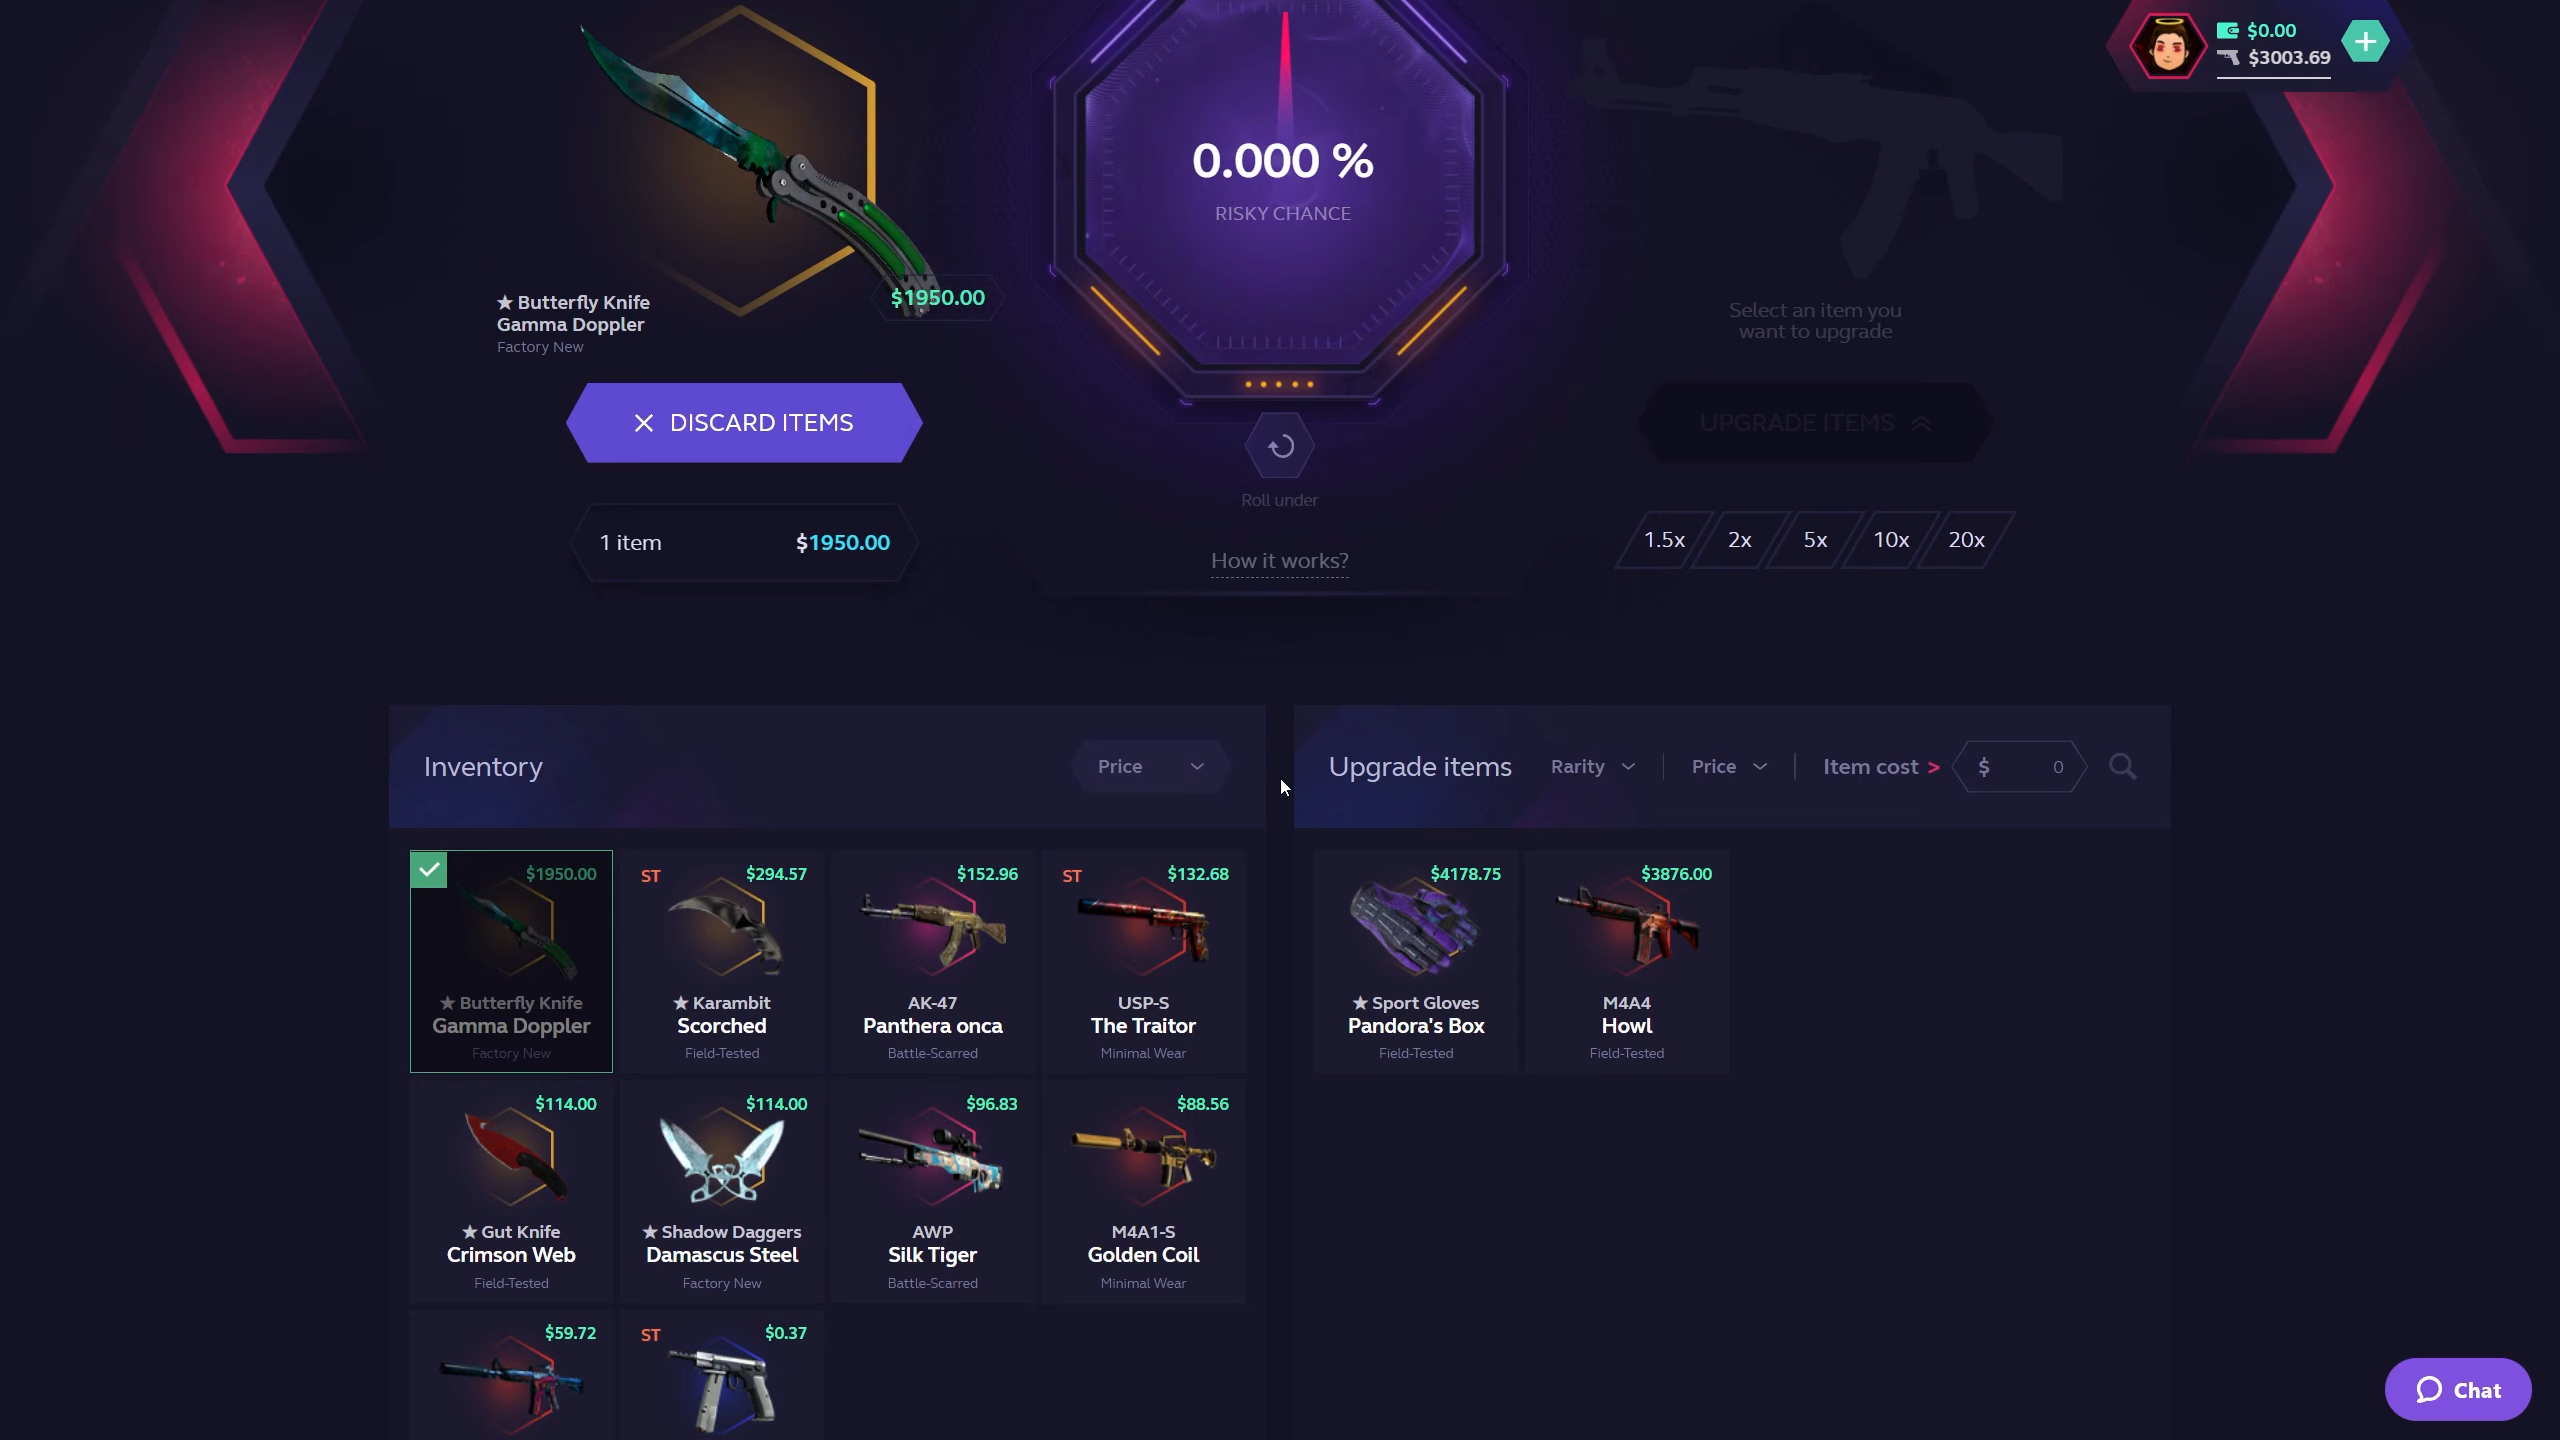 $0.00
$3003.69
0.000 %
RISKY CHANCE
$1950.00
★ Butterfly Knife
Gamma Doppler
Factory New
Select an item you
want to upgrade
DISCARD ITEMS
UPGRADE ITEMS
Roll under
1 item $1950.00
How it works?
1.5x 2x 5x 10x 20x
Inventory
Price
Upgrade items
Rarity
Price
Item cost >
$ 0
$1950.00
★ Butterfly Knife
Gamma Doppler
Factory New
ST $294.57
★ Karambit
Scorched
Field-Tested
$152.96
AK-47
Panthera onca
Battle-Scarred
ST $132.68
USP-S
The Traitor
Minimal Wear
$4178.75
★ Sport Gloves
Pandora's Box
Field-Tested
$3876.00
M4A4
Howl
Field-Tested
$114.00
★ Gut Knife
Crimson Web
Field-Tested
$114.00
★ Shadow Daggers
Damascus Steel
Factory New
$96.83
AWP
Silk Tiger
Battle-Scarred
$88.56
M4A1-S
Golden Coil
Minimal Wear
$59.72
ST $0.37
Chat